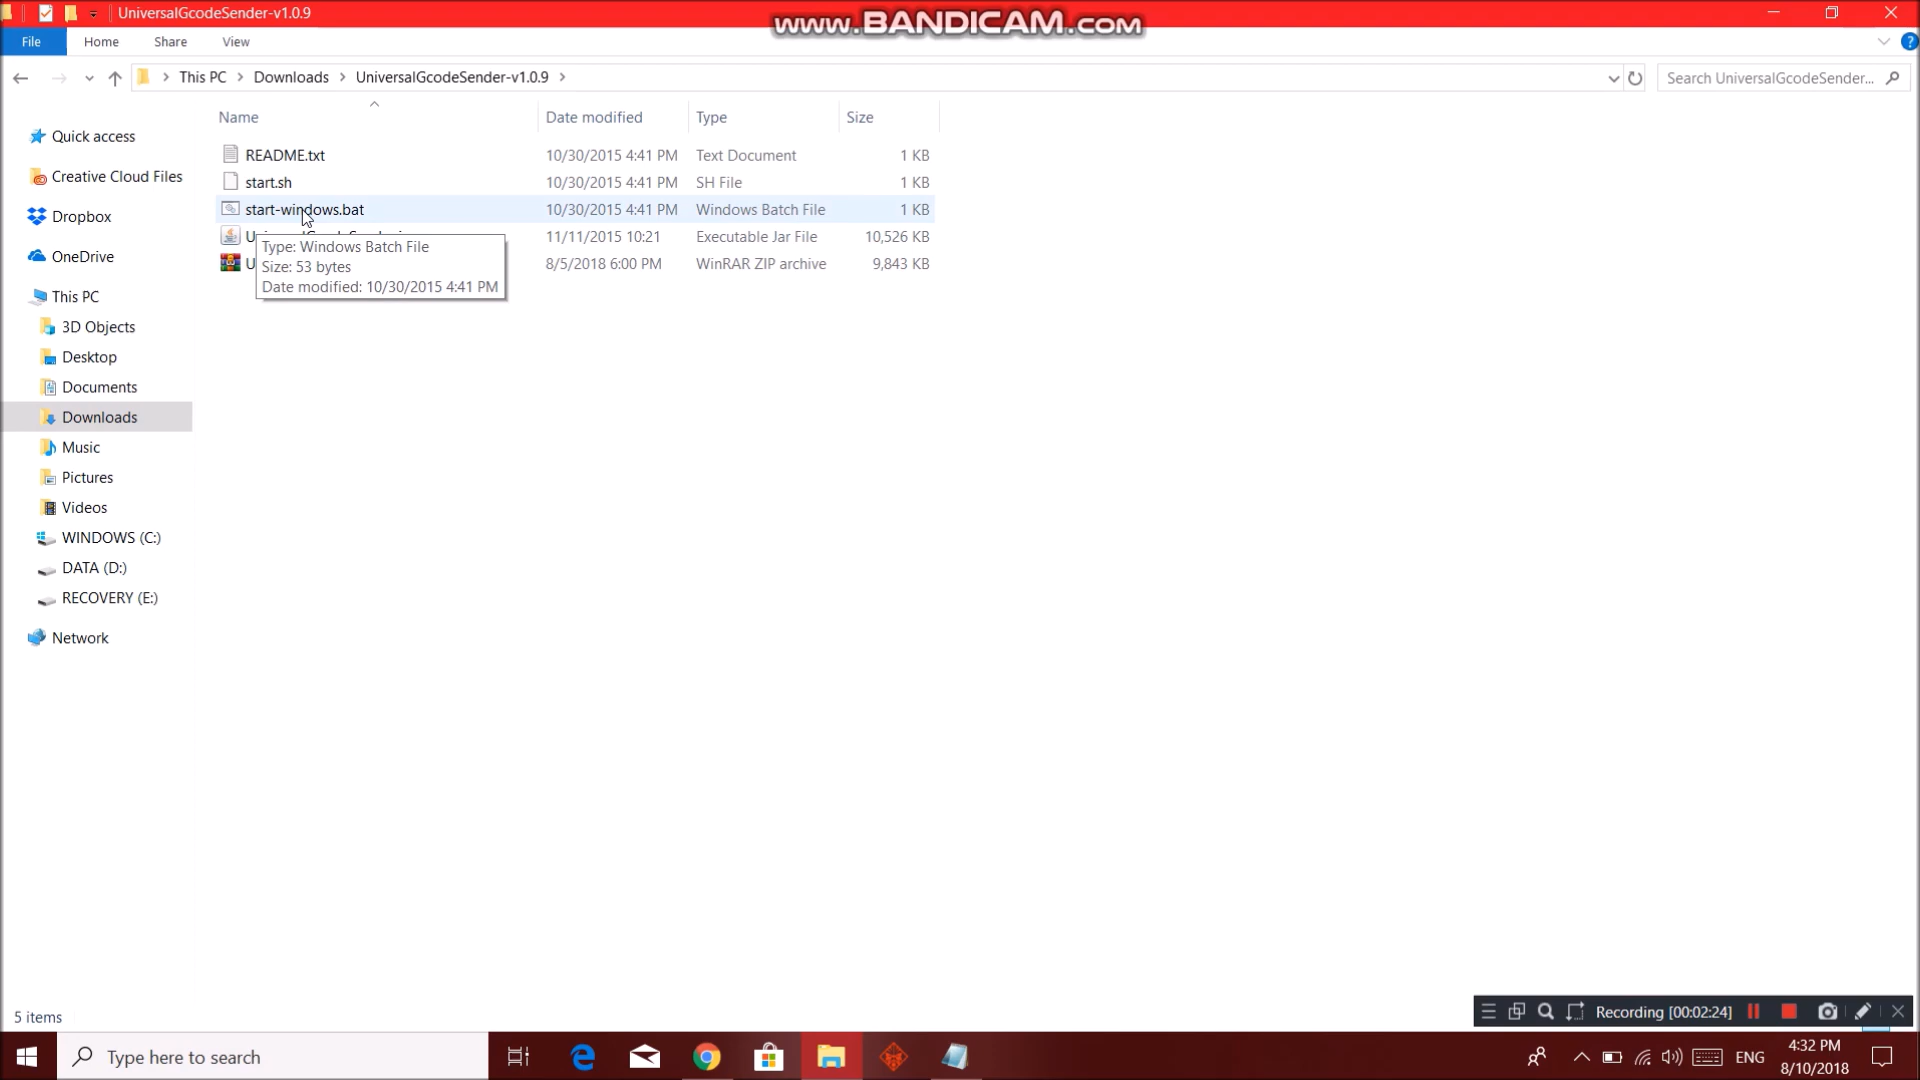 UniversalGcodeSender-v1.0.9
www.BANDICAM.com
File Home Share View
This PC Downloads UniversalGcodeSender-v1.0.9
Search UniversalGcodeSender...
Name Date modified Type Size
README.txt 10/30/2015 4:41 PM Text Document 1 KB
start.sh 10/30/2015 4:41 PM SH File 1 KB
start-windows.bat 10/30/2015 4:41 PM Windows Batch File 1 KB
11/11/2015 10:21 Executable Jar File 10,526 KB
U 8/5/2018 6:00 PM WinRAR ZIP archive 9,843 KB
Type: Windows Batch File
Size: 53 bytes
Date modified: 10/30/2015 4:41 PM
Quick access
Creative Cloud Files
Dropbox
OneDrive
This PC
3D Objects
Desktop
Documents
Downloads
Music
Pictures
Videos
WINDOWS (C:)
DATA (D:)
RECOVERY (E:)
Network
5 items
Recording [00:02:24]
Type here to search
ENG
4:32 PM
8/10/2018